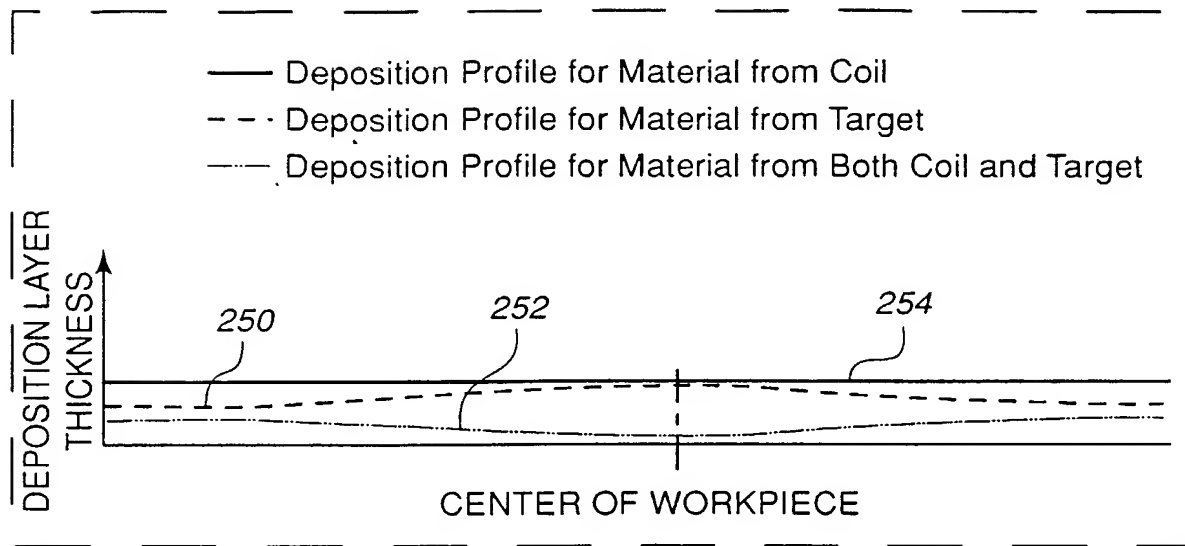 Deposition Profile for Material from Coil
Deposition Profile for Material from Target
Deposition Profile for Material from Both Coil and Target
DEPOSITION LAYER
THICKNESS
250
252
254
CENTER OF WORKPIECE